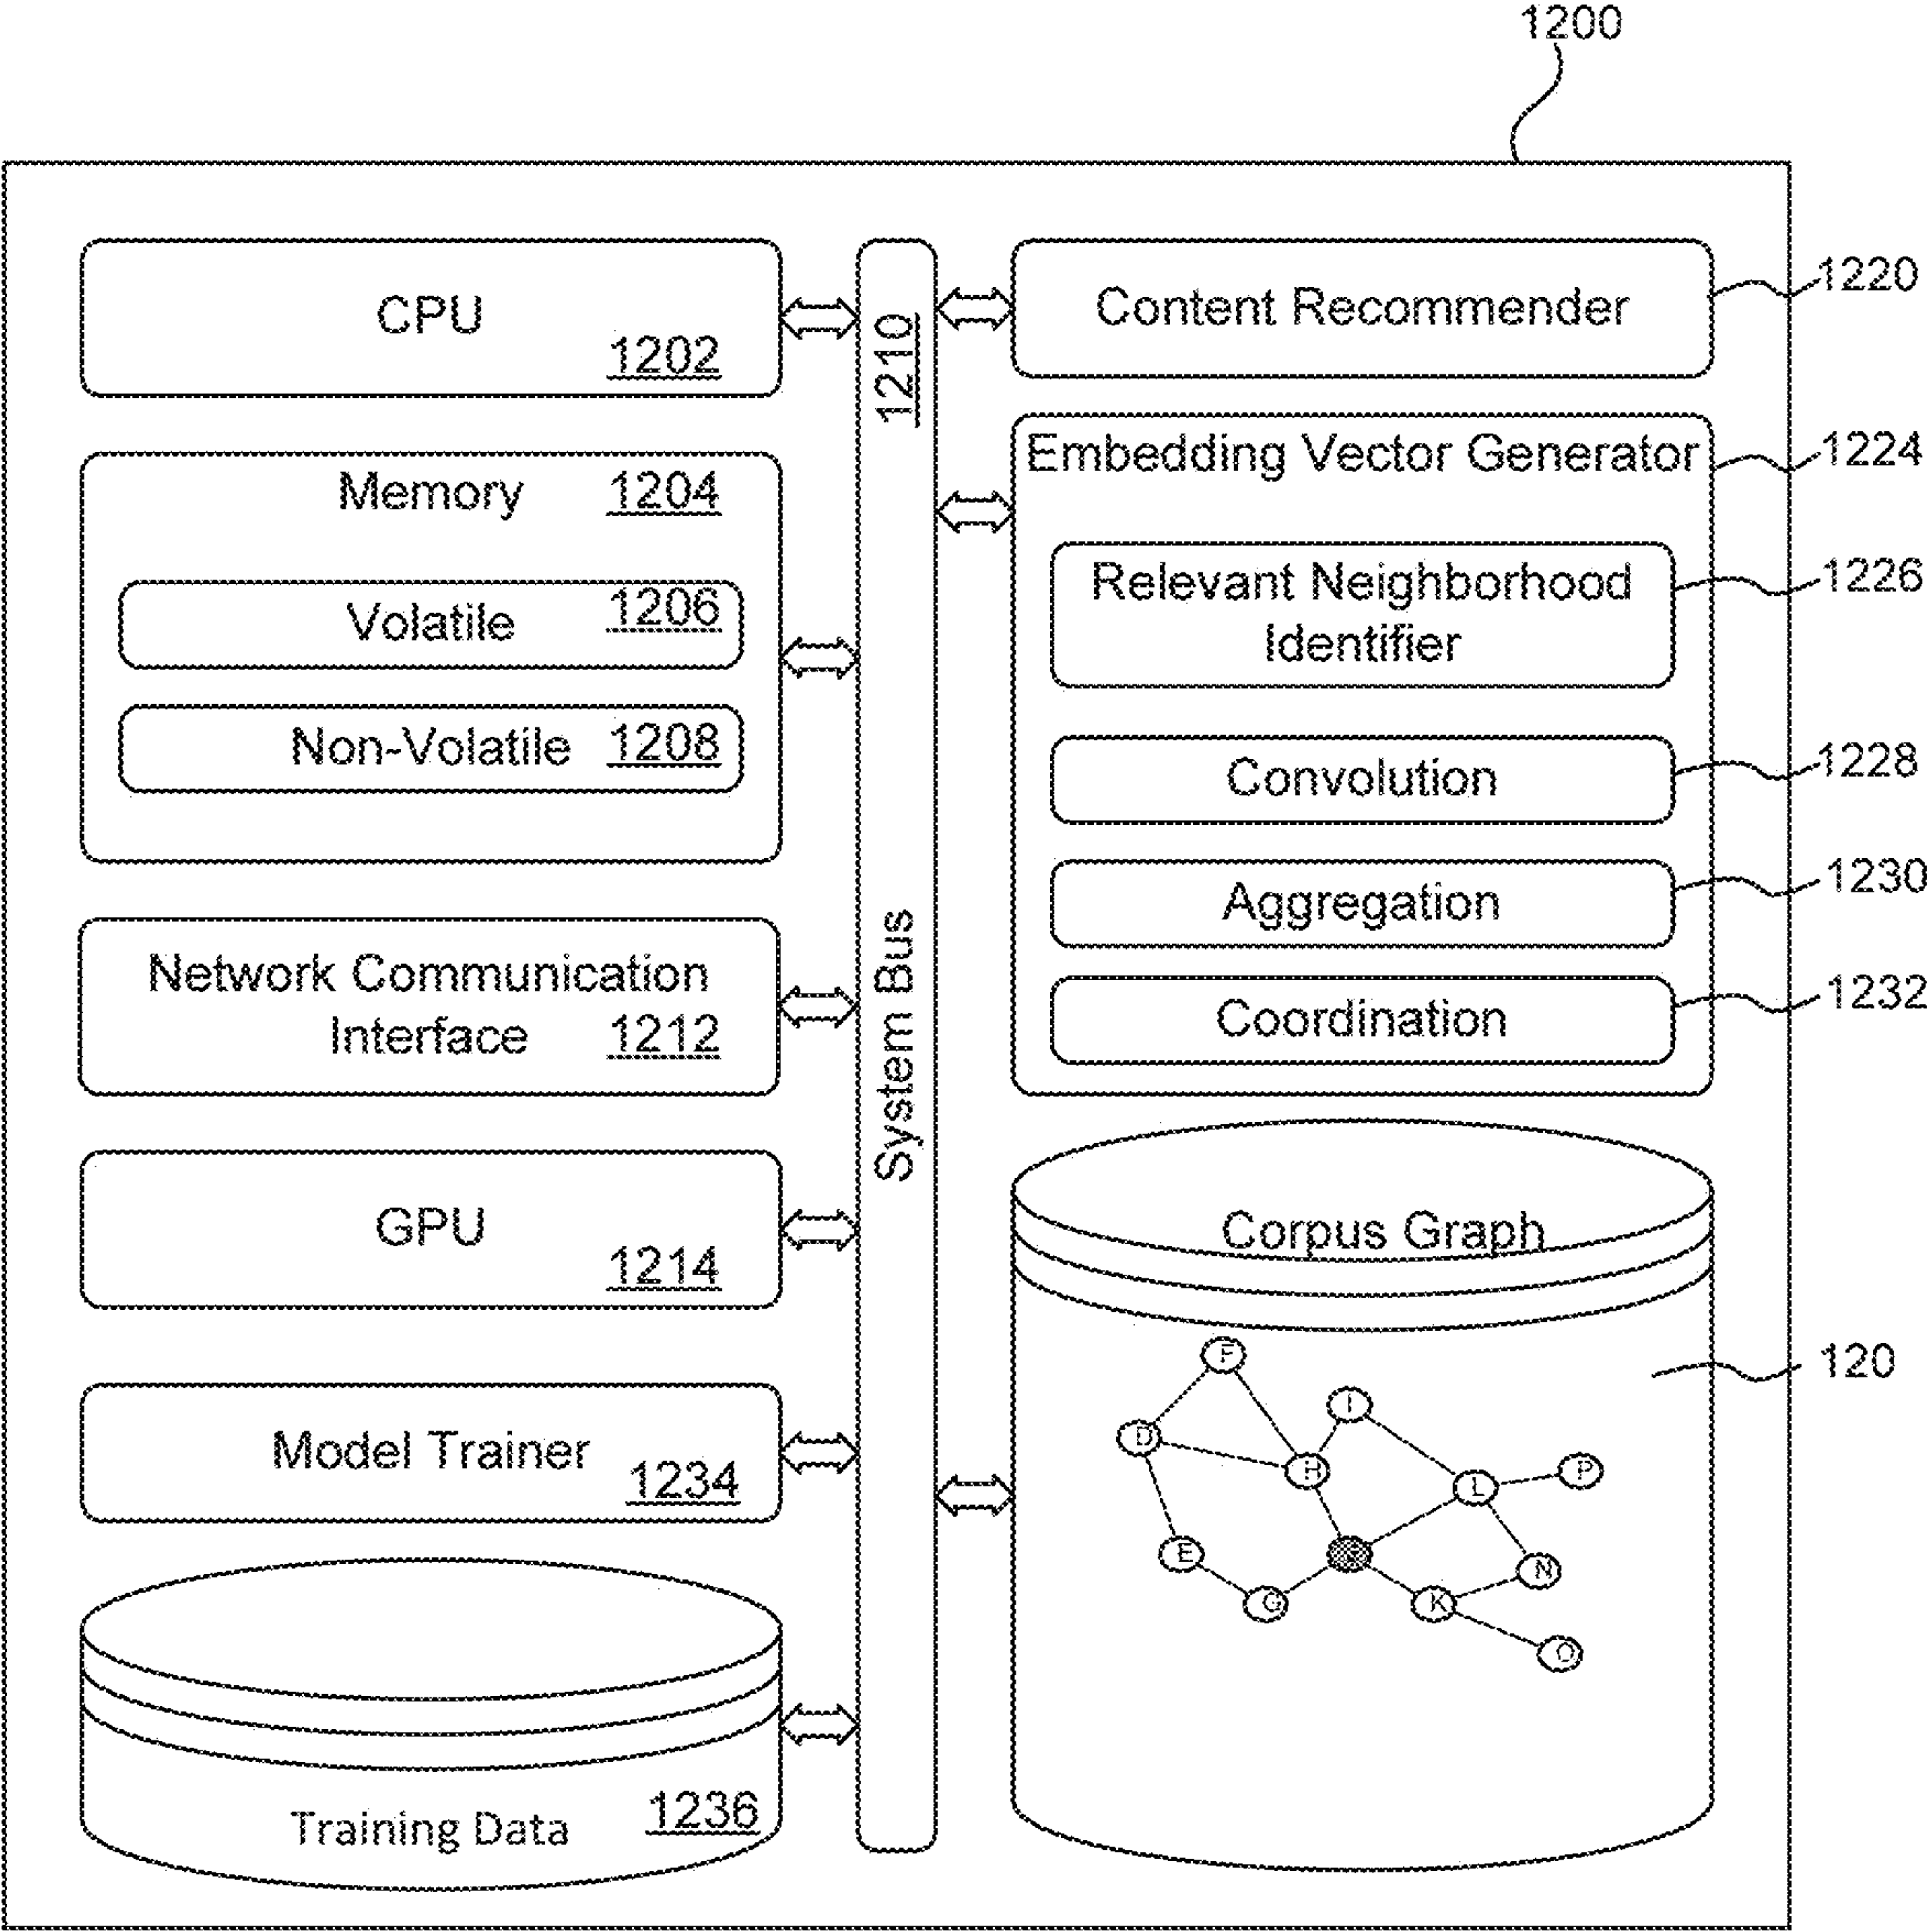 1200
CPU
1202
Memory 1204
Volatile 1206
Non-Volatile 1208
Network Communication
Interface 1212
GPU
1214
Model Trainer
1234
Training Data 1236
1210
System Bus
Content Recommender
1220
Embedding Vector Generator
1224
Relevant Neighborhood
Identifier
1226
Convolution
1228
Aggregation
1230
Coordination
1232
Corpus Graph
120
F
I
D
H
P
L
E
N
G
K
O